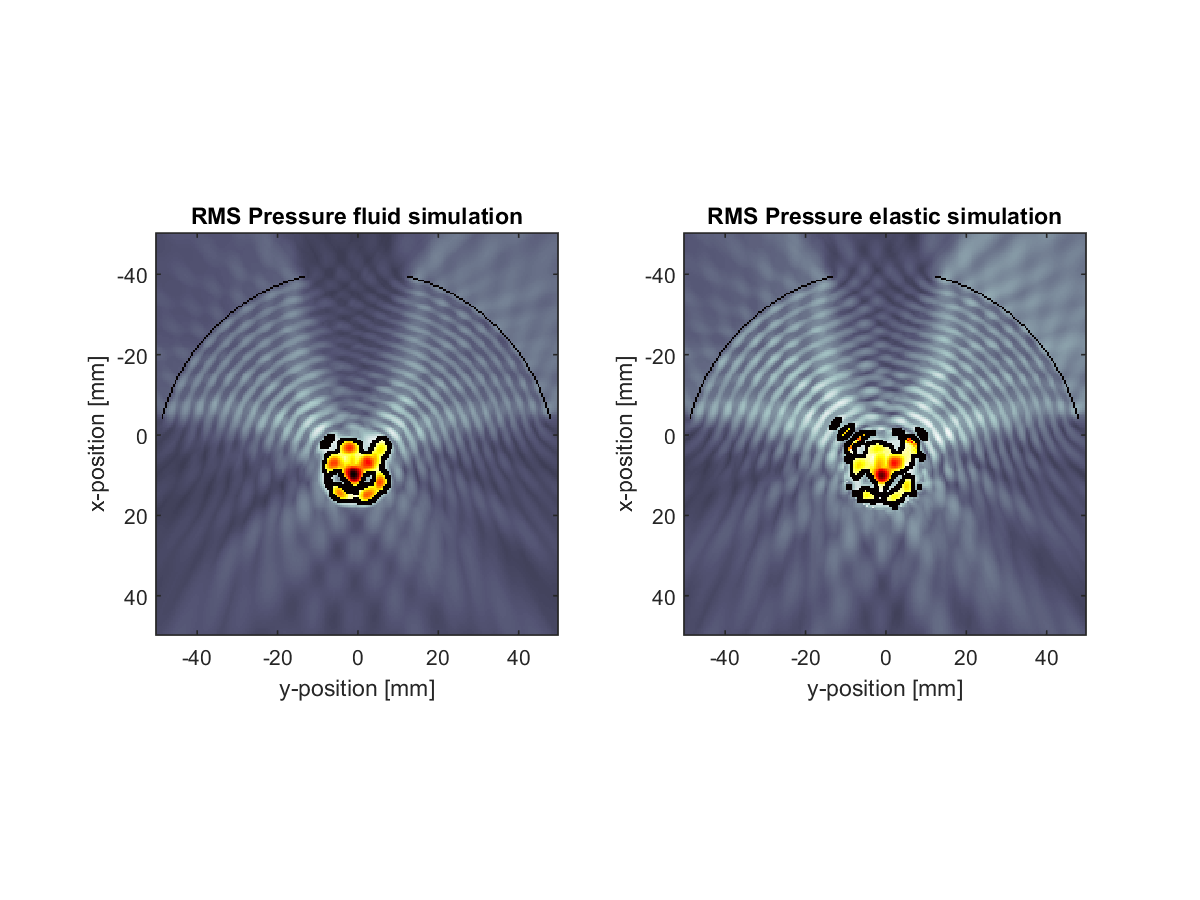 RMS Pressure fluid simulation
-40
-20
0
20
40
x-position [mm]
-40 -20 0 20 40
y-position [mm]
RMS Pressure elastic simulation
-40
-20
0
20
40
x-position [mm]
-40 -20 0 20 40
y-position [mm]